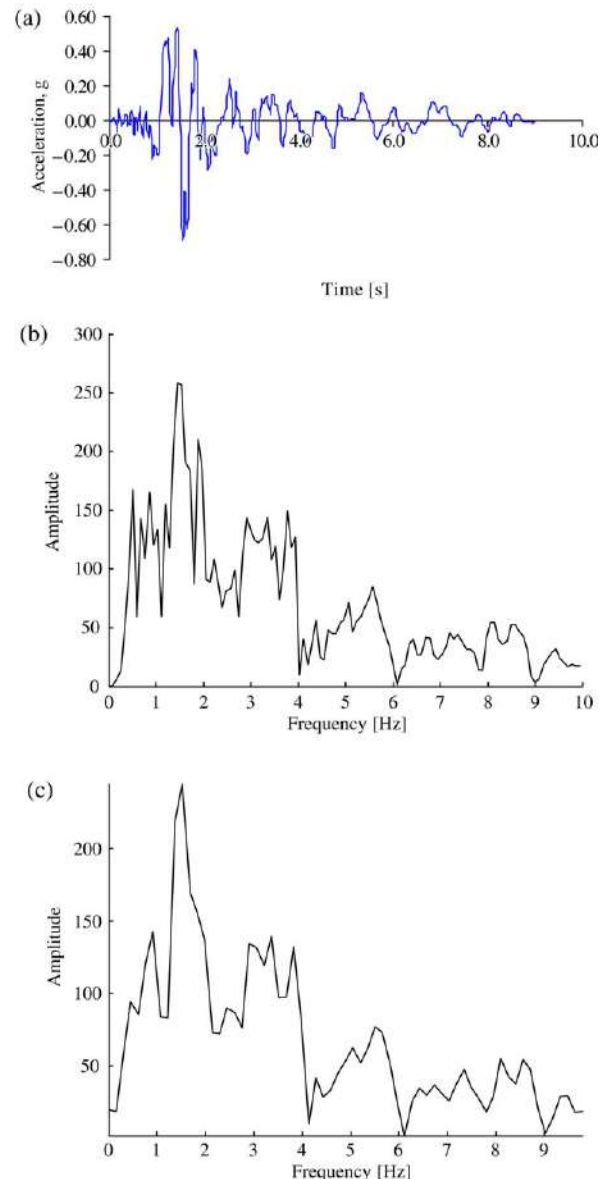 (a)
0.60
0.40
0.20
0.00
−0.20
−0.40
−0.60
−0.80
Acceleration, g
0.0 2.0 4.0 6.0 8.0 10.0
Time [s]
(b)
300
250
200
150
100
50
0
Amplitude
0 1 2 3 4 5 6 7 8 9 10
Frequency [Hz]
(c)
200
150
100
50
Amplitude
0 1 2 3 4 5 6 7 8 9
Frequency [Hz]